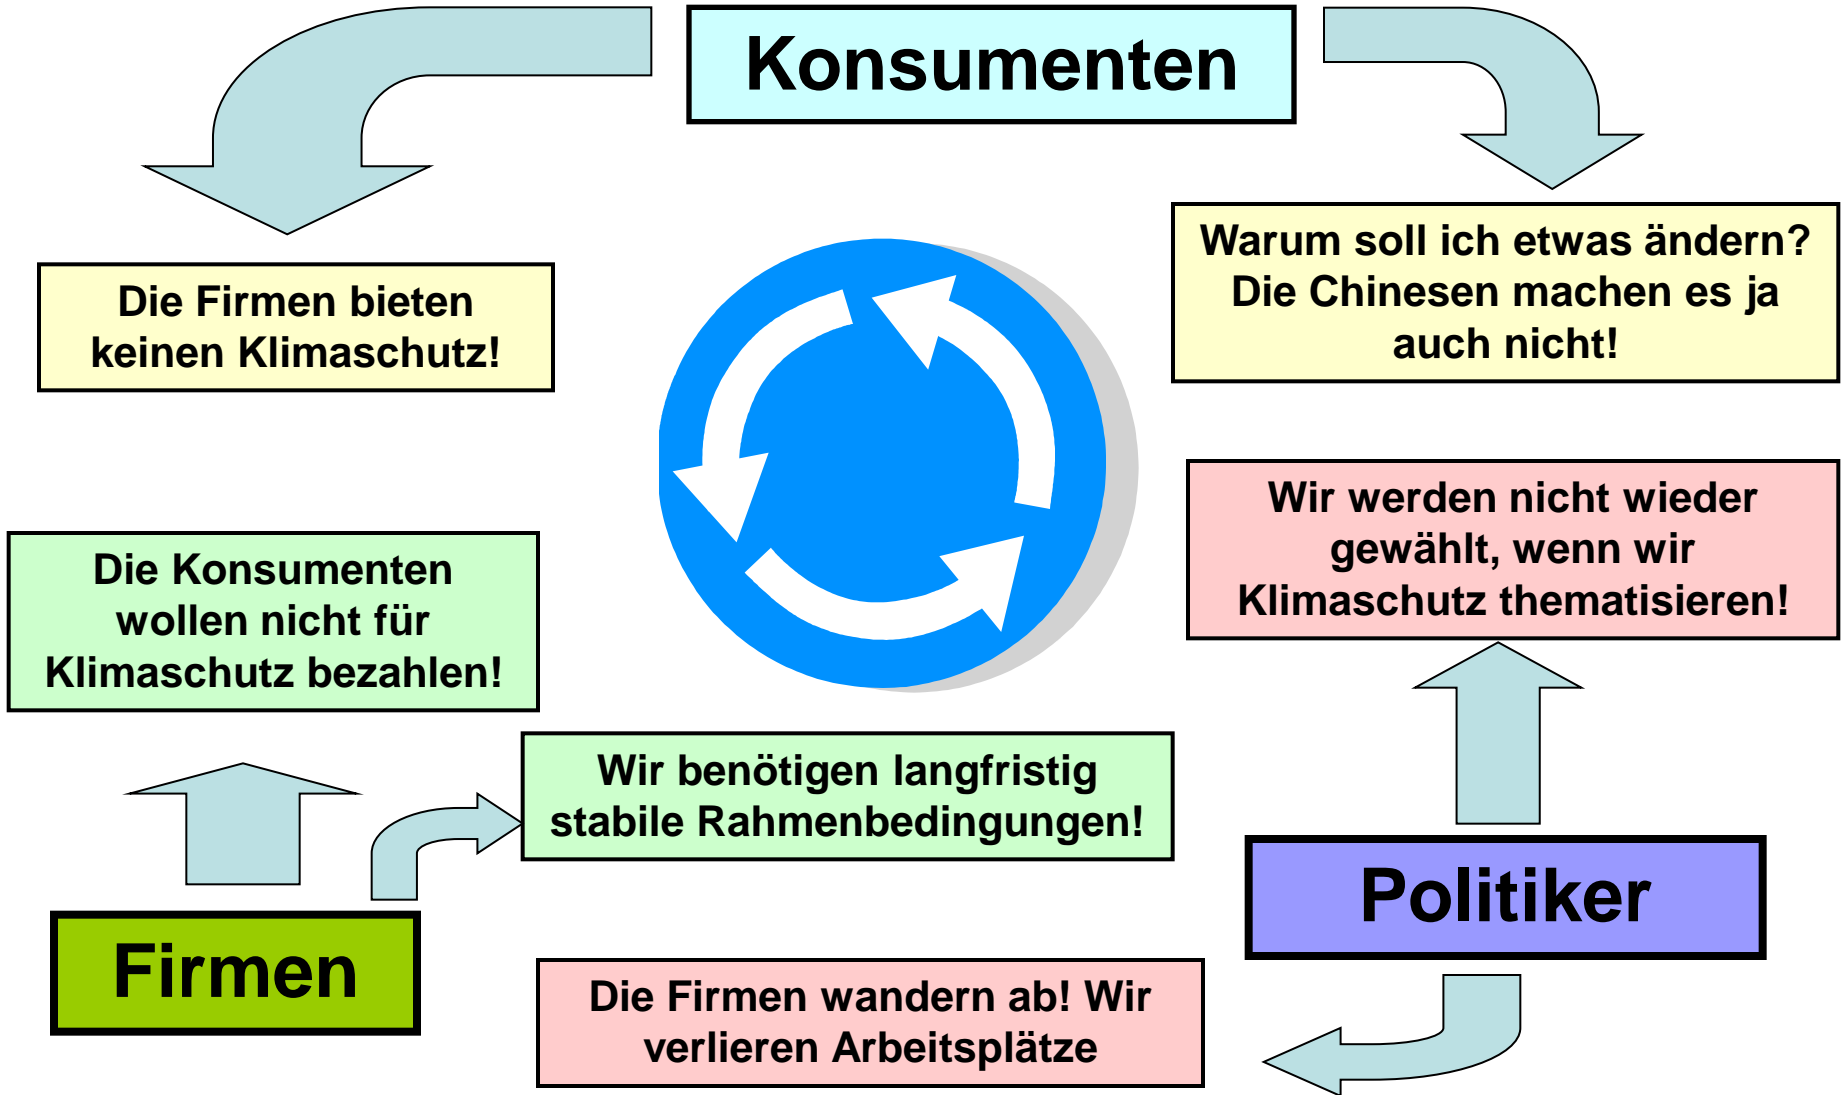 Konsumenten
Die Firmen bieten
keinen Klimaschutz!
Warum soll ich etwas ändern?
Die Chinesen machen es ja
auch nicht!
Die Konsumenten
wollen nicht für
Klimaschutz bezahlen!
Wir werden nicht wieder
gewählt, wenn wir
Klimaschutz thematisieren!
Wir benötigen langfristig
stabile Rahmenbedingungen!
Firmen
Politiker
Die Firmen wandern ab! Wir
verlieren Arbeitsplätze